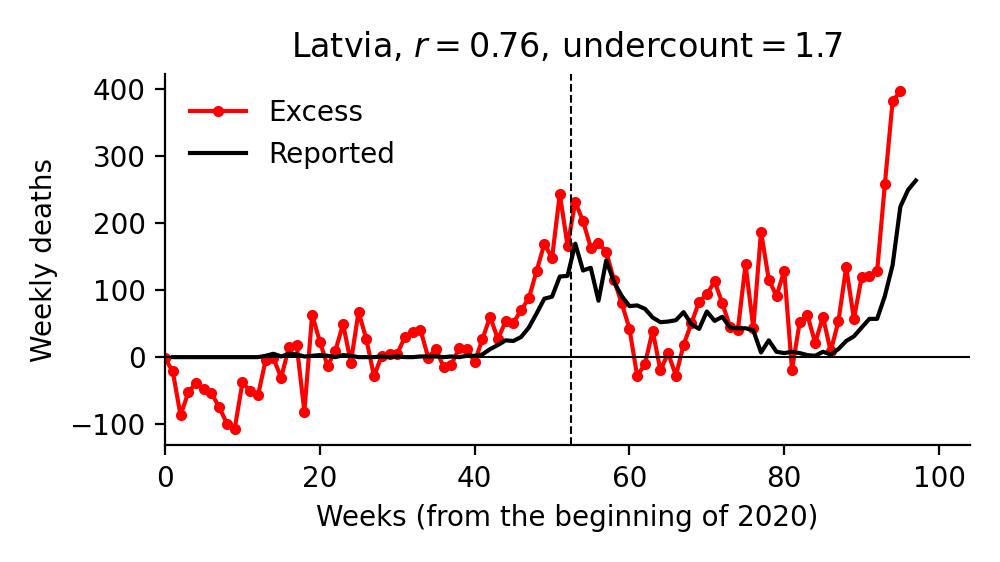 Latvia, r = 0.76, undercount = 1.7
400
300
200
100
0
−100
Weekly deaths
Excess
Reported
0 20 40 60 80 100
Weeks (from the beginning of 2020)